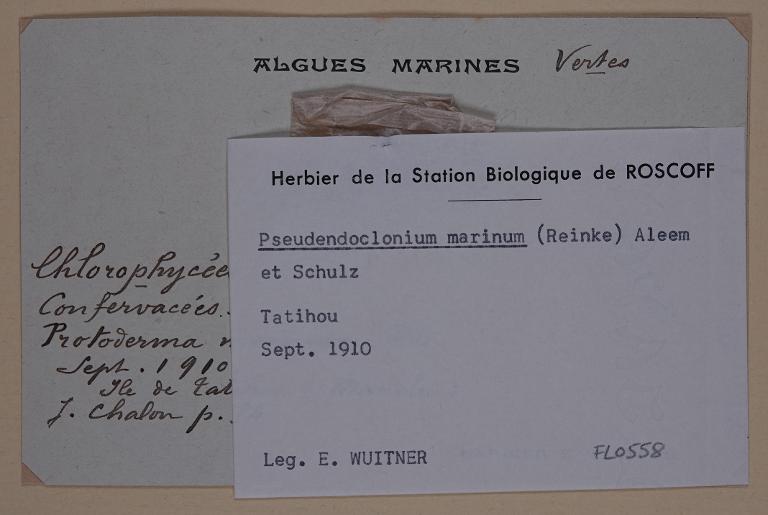 ALGUES MARINES Vertes
Herbier de la Station Biologique de ROSCOFF
Pseudendoclonium marinum (Reinke) Aleem
et Schulz
Tatihou
Sept. 1910
Leg. E. WUITNER
FL0558
Chlorophycée
Confervacées.
Protoderma
Sept. 1910
Ile de Tat
J. Chalon p.